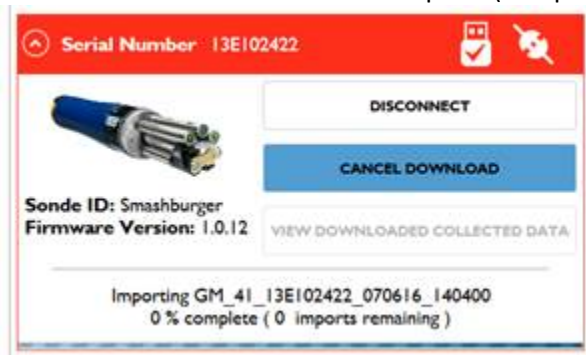 Serial Number 13E102422
DISCONNECT
CANCEL DOWNLOAD
Sonde ID: Smashburger
Firmware Version: 1.0.12
VIEW DOWNLOADED COLLECTED DATA
Importing GM_41_13E102422_070616_140400
0 % complete ( 0 imports remaining )